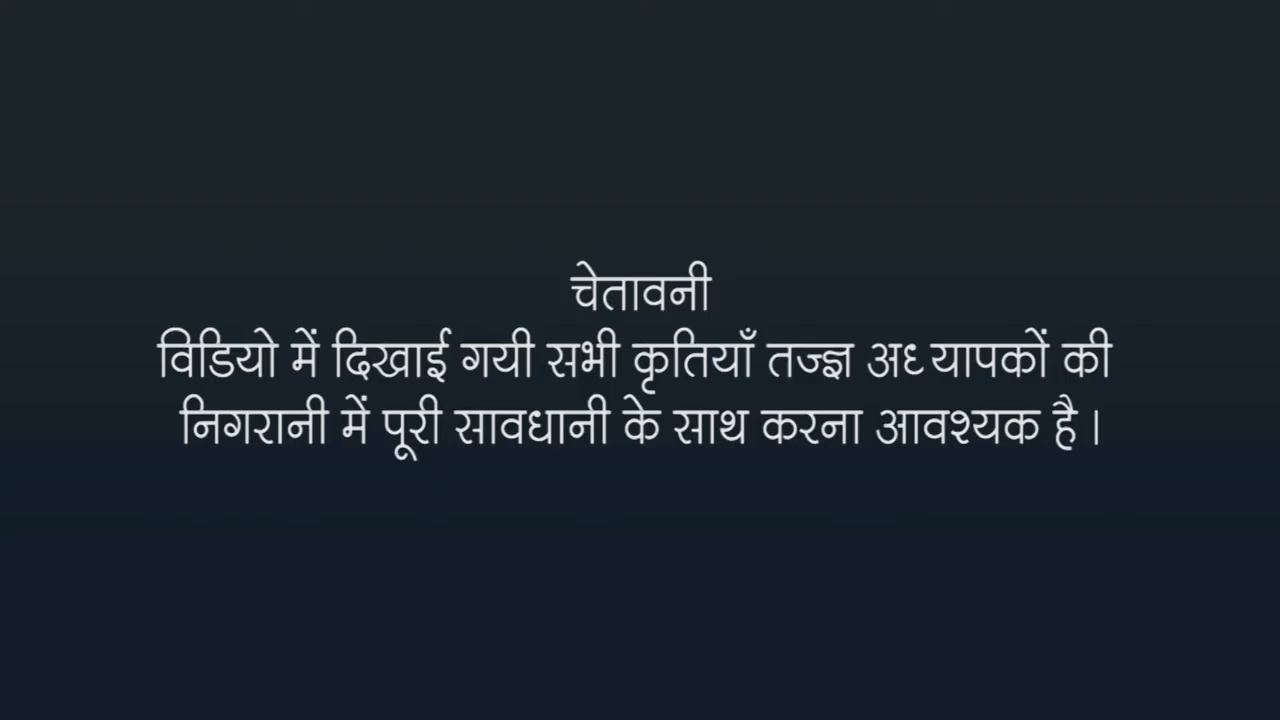 चेतावनी
विडियो में दिखाई गयी सभी कृतियाँ तज्ज्ञ अध्यापकों की
निगरानी में पूरी सावधानी के साथ करना आवश्यक है ।